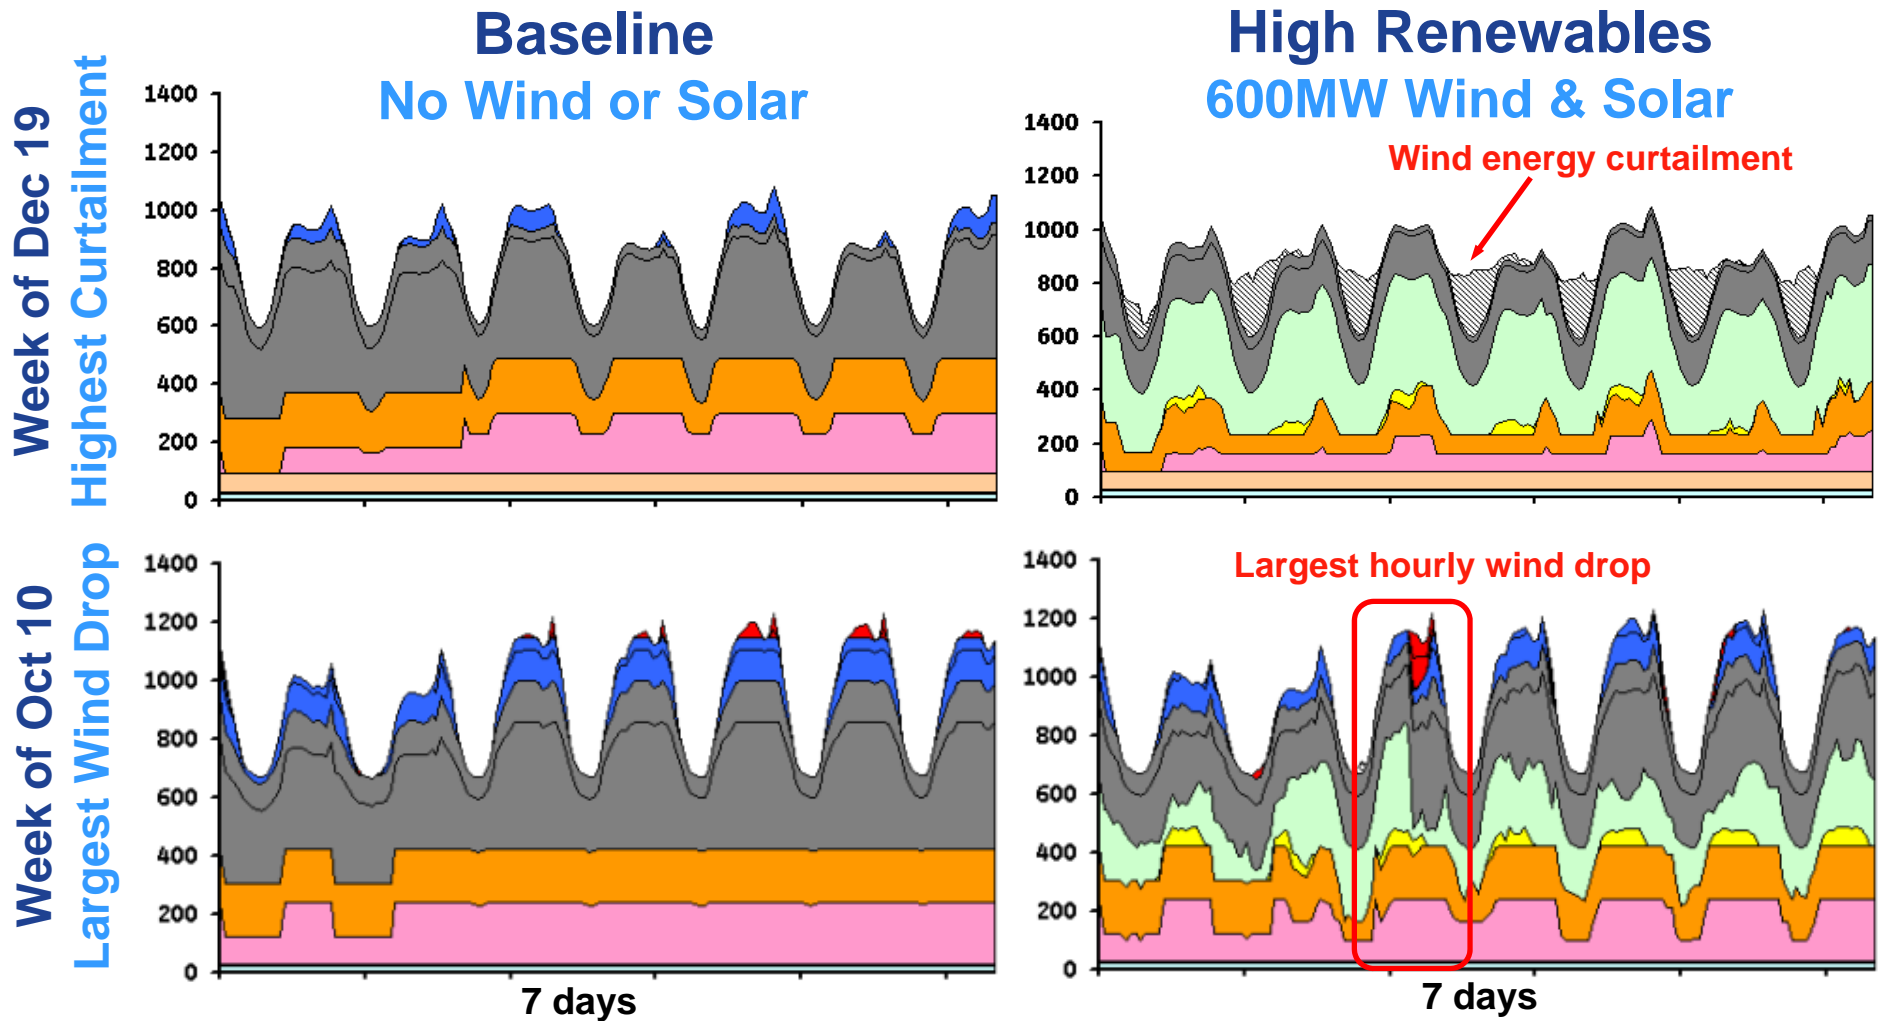 Baseline
No Wind or Solar
High Renewables
600MW Wind & Solar
Week of Dec 19
Highest Curtailment
1400
1200
1000
800
600
400
200
0
1400
1200
1000
800
600
400
200
0
Wind energy curtailment
Week of Oct 10
Largest Wind Drop
1400
1200
1000
800
600
400
200
0
7 days
1400
1200
1000
800
600
400
200
0
Largest hourly wind drop
7 days